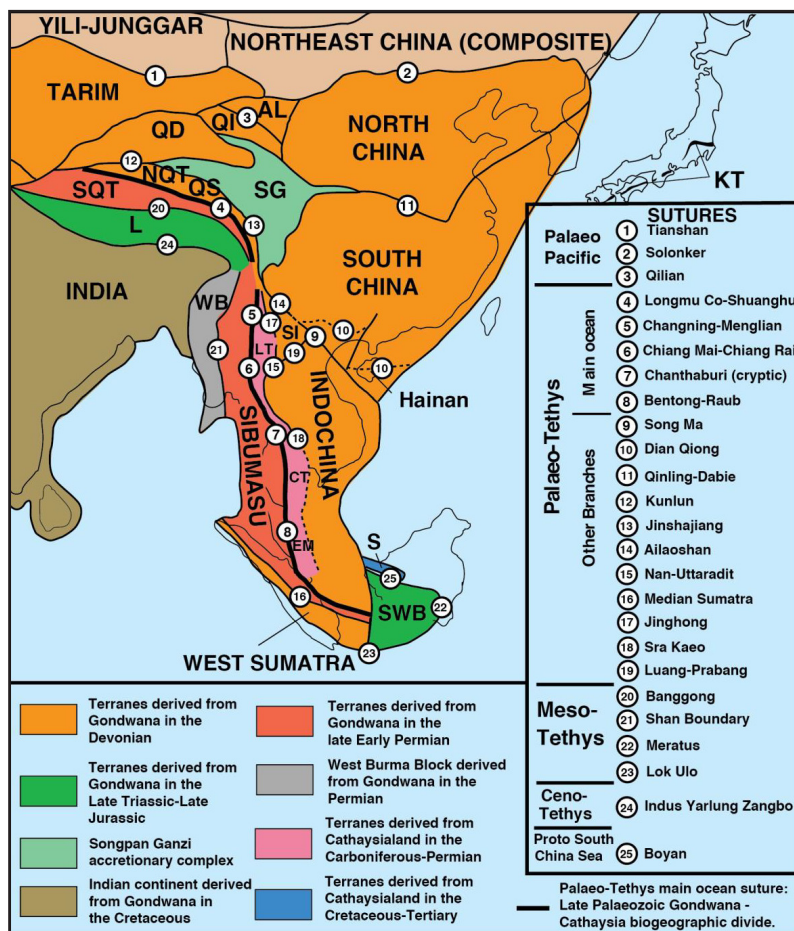 YILI-JUNGGAR
NORTHEAST CHINA (COMPOSITE)
1
2
TARIM
QI
3
AL
QD
NORTH
CHINA
12
NQT
QS
SG
KT
SQT
20
4
13
11
L
24
SOUTH
CHINA
INDIA
WB
14
5
17
SI
9
10
21
LT
19
6
15
10
Hainan
INDOCHINA
SIBUMASU
7
18
CT
8
EM
S
25
16
SWB
22
23
WEST SUMATRA
SUTURES
Palaeo
Pacific
1 Tianshan
2 Solonker
3 Qilian
Palaeo-Tethys
Main ocean
4 Longmu Co-Shuanghu
5 Changning-Menglian
6 Chiang Mai-Chiang Rai
7 Chanthaburi (cryptic)
8 Bentong-Raub
Other Branches
9 Song Ma
10 Dian Qiong
11 Qinling-Dabie
12 Kunlun
13 Jinshajiang
14 Ailaoshan
15 Nan-Uttaradit
16 Median Sumatra
17 Jinghong
18 Sra Kaeo
19 Luang-Prabang
Meso-
Tethys
20 Banggong
21 Shan Boundary
22 Meratus
23 Lok Ulo
Ceno-
Tethys
24 Indus Yarlung Zangbo
Proto South
China Sea
25 Boyan
Palaeo-Tethys main ocean suture:
Late Palaeozoic Gondwana -
Cathaysia biogeographic divide.
Terranes derived from
Gondwana in the
Devonian
Terranes derived from
Gondwana in the
Late Triassic-Late
Jurassic
Songpan Ganzi
accretionary complex
Indian continent derived
from Gondwana in
the Cretaceous
Terranes derived from
Gondwana in the
late Early Permian
West Burma Block derived
from Gondwana in the
Permian
Terranes derived from
Cathaysialand in the
Carboniferous-Permian
Terranes derived from
Cathaysialand in the
Cretaceous-Tertiary